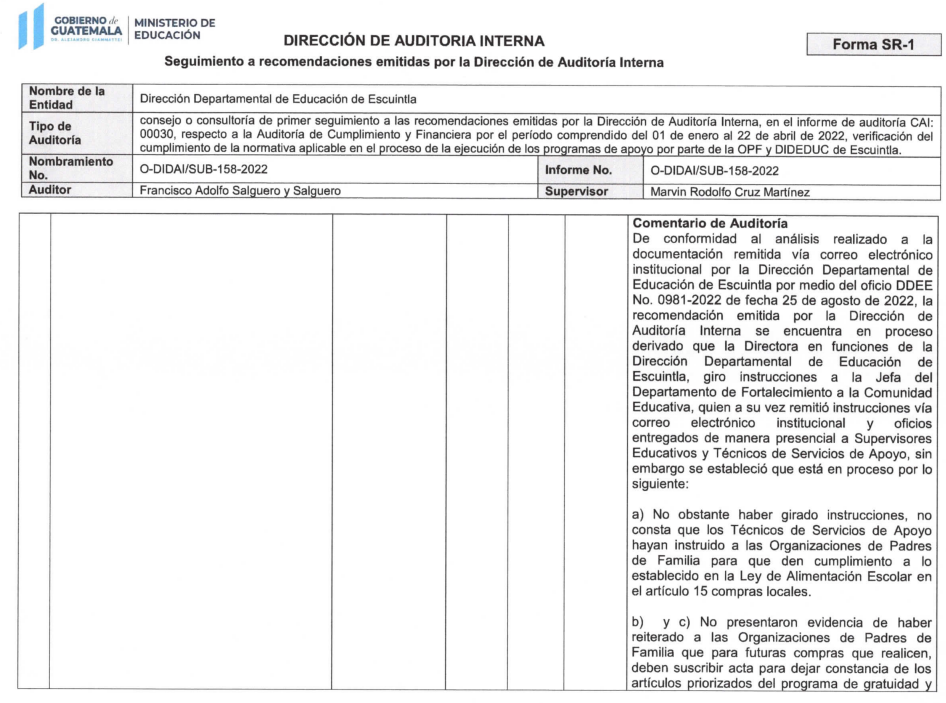 GOBIERNO de
GUATEMALA
DR. ALEJANDRO GIAMMATTEI
MINISTERIO DE
EDUCACIÓN
DIRECCIÓN DE AUDITORIA INTERNA
Forma SR-1
Seguimiento a recomendaciones emitidas por la Dirección de Auditoría Interna
Nombre de la
Entidad
Dirección Departamental de Educación de Escuintla
Tipo de
Auditoría
consejo o consultoría de primer seguimiento a las recomendaciones emitidas por la Dirección de Auditoría Interna, en el informe de auditoría CAI:
00030, respecto a la Auditoría de Cumplimiento y Financiera por el período comprendido del 01 de enero al 22 de abril de 2022, verificación del
cumplimiento de la normativa aplicable en el proceso de la ejecución de los programas de apoyo por parte de la OPF y DIDEDUC de Escuintla.
Nombramiento
No.
O-DIDAI/SUB-158-2022
Informe No.
O-DIDAI/SUB-158-2022
Auditor
Francisco Adolfo Salguero y Salguero
Supervisor
Marvin Rodolfo Cruz Martínez
Comentario de Auditoría
De conformidad al análisis realizado a la
documentación remitida vía correo electrónico
institucional por la Dirección Departamental de
Educación de Escuintla por medio del oficio DDEE
No. 0981-2022 de fecha 25 de agosto de 2022, la
recomendación emitida por la Dirección de
Auditoría Interna se encuentra en proceso
derivado que la Directora en funciones de la
Dirección Departamental de Educación de
Escuintla, giro instrucciones a la Jefa del
Departamento de Fortalecimiento a la Comunidad
Educativa, quien a su vez remitió instrucciones vía
correo electrónico institucional y oficios
entregados de manera presencial a Supervisores
Educativos y Técnicos de Servicios de Apoyo, sin
embargo se estableció que está en proceso por lo
siguiente:
a) No obstante haber girado instrucciones, no
consta que los Técnicos de Servicios de Apoyo
hayan instruido a las Organizaciones de Padres
de Familia para que den cumplimiento a lo
establecido en la Ley de Alimentación Escolar en
el artículo 15 compras locales.
b) y c) No presentaron evidencia de haber
reiterado a las Organizaciones de Padres de
Familia que para futuras compras que realicen,
deben suscribir acta para dejar constancia de los
artículos priorizados del programa de gratuidad y